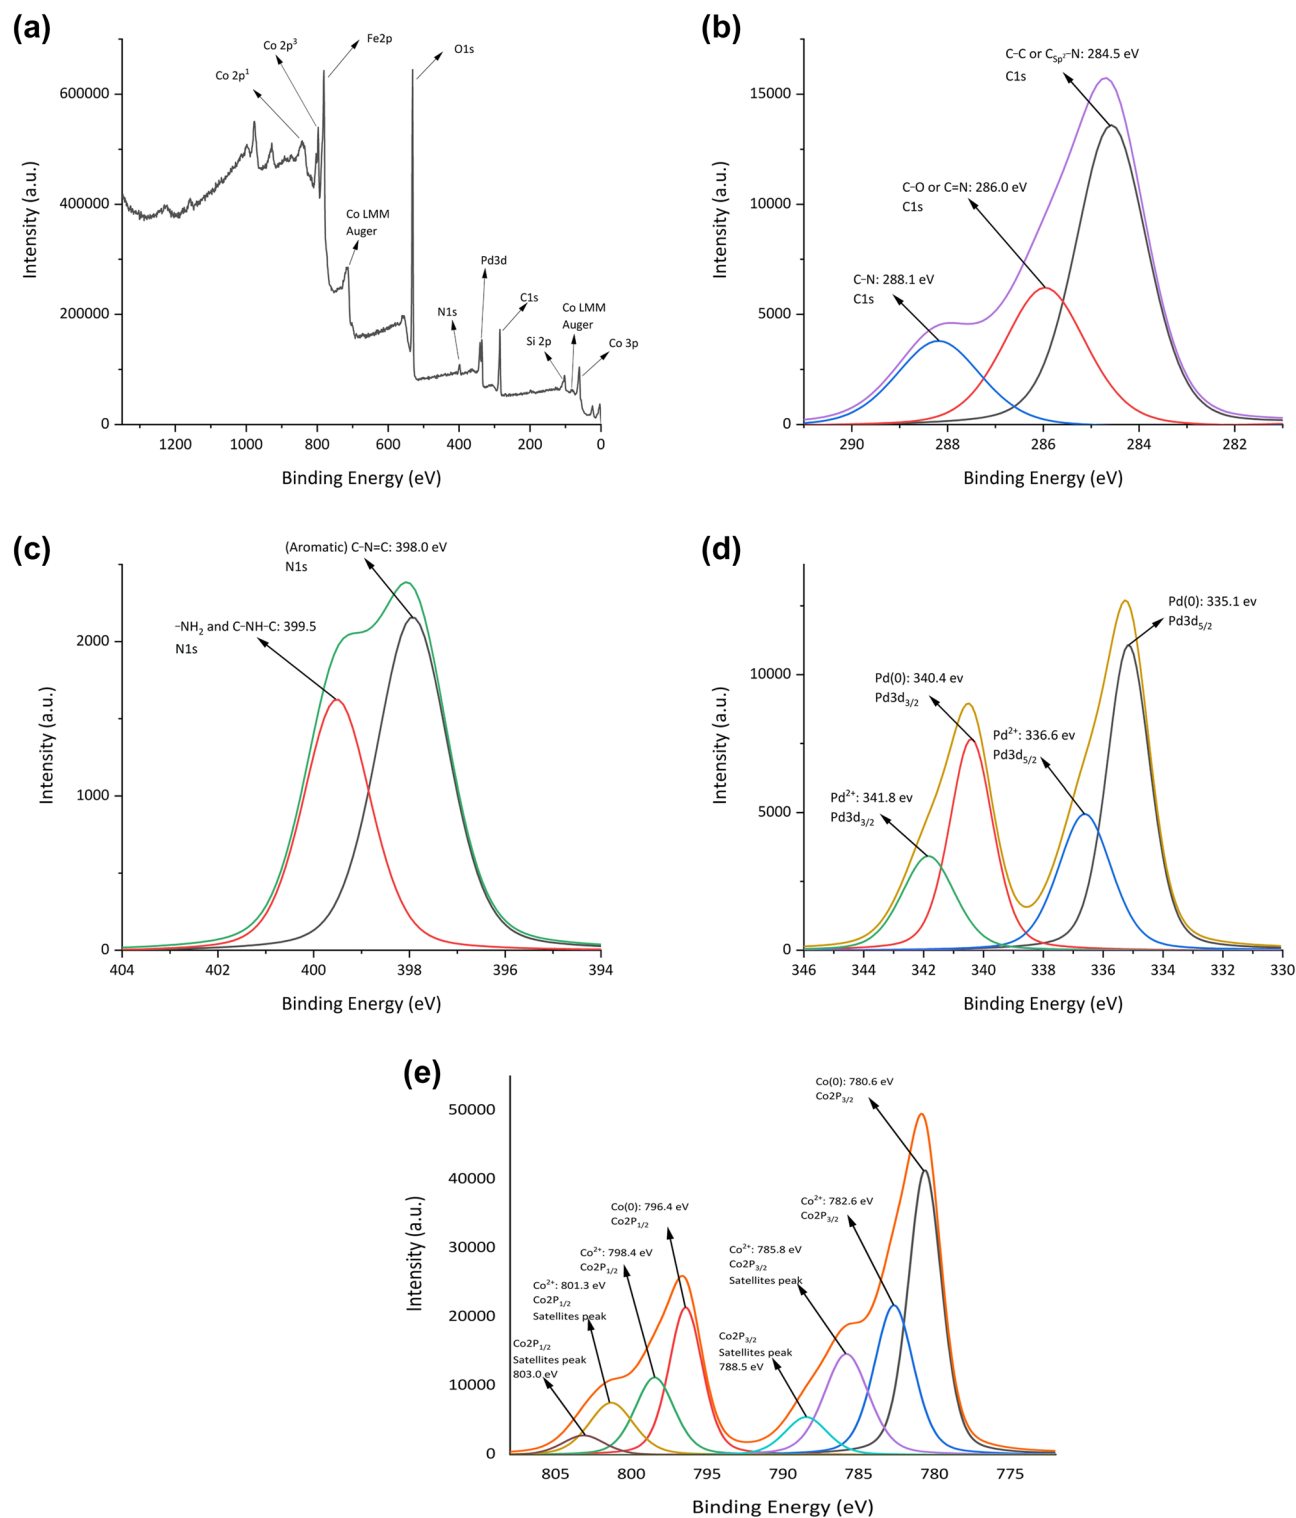 (a)
Co 2p¹
Co 2p³
Fe2p
O1s
Co LMM
Auger
N1s
Pd3d
C1s
Si 2p
Co LMM
Auger
Co 3p
600000
400000
200000
0
1200
1000
800
600
400
200
0
Intensity (a.u.)
Binding Energy (eV)
(b)
C–C or C_Sp²–N: 284.5 eV
C1s
C–O or C=N: 286.0 eV
C1s
C–N: 288.1 eV
C1s
15000
10000
5000
0
290
288
286
284
282
Intensity (a.u.)
Binding Energy (eV)
(c)
(Aromatic) C–N=C: 398.0 eV
N1s
–NH₂ and C–NH–C: 399.5
N1s
2000
1000
0
404
402
400
398
396
394
Intensity (a.u.)
Binding Energy (eV)
(d)
Pd(0): 335.1 ev
Pd3d₅/₂
Pd(0): 340.4 ev
Pd3d₃/₂
Pd²⁺: 336.6 ev
Pd3d₅/₂
Pd²⁺: 341.8 ev
Pd3d₃/₂
10000
5000
0
346
344
342
340
338
336
334
332
330
Intensity (a.u.)
Binding Energy (eV)
(e)
Co(0): 780.6 eV
Co2P₃/₂
Co²⁺: 782.6 eV
Co2P₃/₂
Co(0): 796.4 eV
Co2P₁/₂
Co²⁺: 798.4 eV
Co2P₁/₂
Co²⁺: 785.8 eV
Co2P₃/₂
Satellites peak
Co²⁺: 801.3 eV
Co2P₁/₂
Satellites peak
Co2P₃/₂
Satellites peak
788.5 eV
Co2P₁/₂
Satellites peak
803.0 eV
50000
40000
30000
20000
10000
0
805
800
795
790
785
780
775
Intensity (a.u.)
Binding Energy (eV)